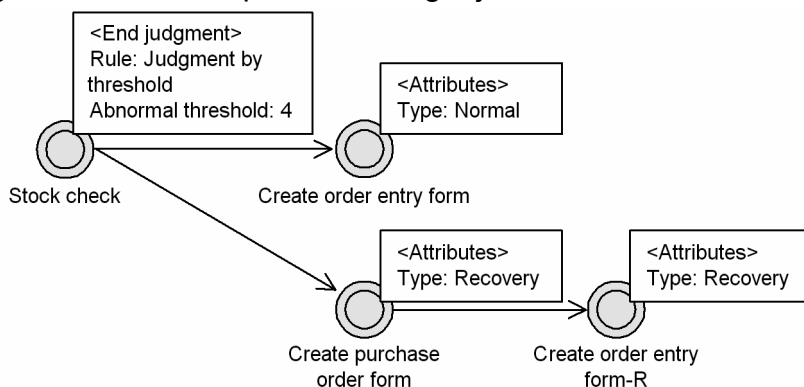 <End judgment>
Rule: Judgment by
threshold
Abnormal threshold: 4
<Attributes>
Type: Normal
Stock check
Create order entry form
<Attributes>
Type: Recovery
<Attributes>
Type: Recovery
Create purchase
order form
Create order entry
form-R